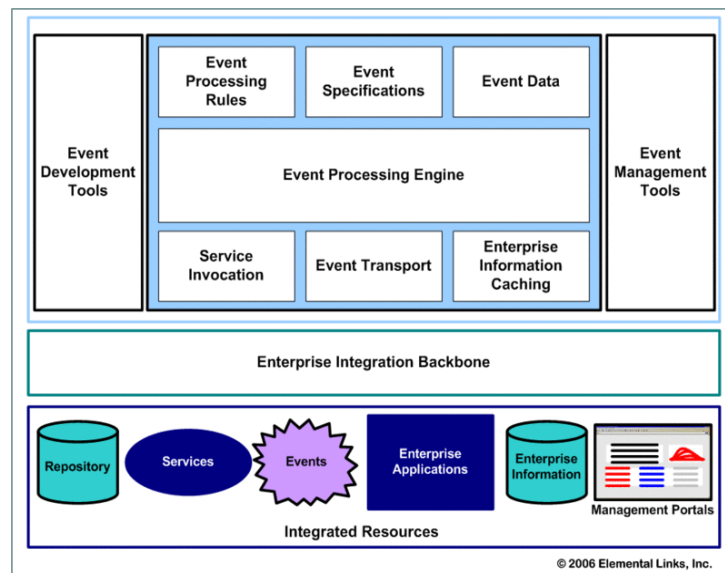 Event
Processing
Rules
Event
Specifications
Event Data
Event
Development
Tools
Event Processing Engine
Event
Management
Tools
Service
Invocation
Event Transport
Enterprise
Information
Caching
Enterprise Integration Backbone
Repository
Services
Events
Enterprise
Applications
Enterprise
Information
Management Portals
Integrated Resources
© 2006 Elemental Links, Inc.